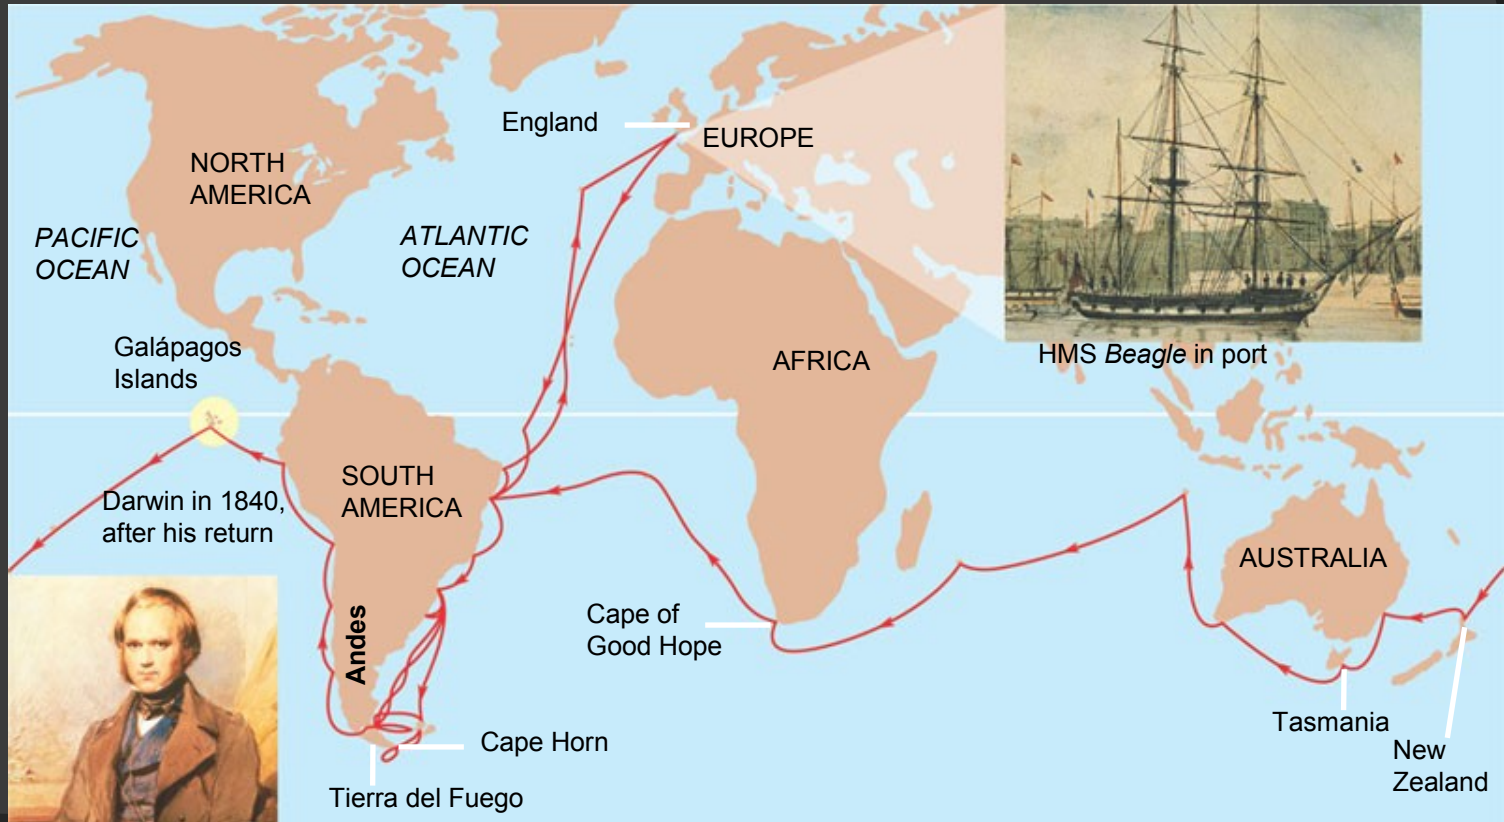 England
EUROPE
NORTH
AMERICA
PACIFIC
OCEAN
ATLANTIC
OCEAN
Galápagos
Islands
AFRICA
HMS Beagle in port
Darwin in 1840,
after his return
SOUTH
AMERICA
AUSTRALIA
Andes
Cape of
Good Hope
Cape Horn
Tierra del Fuego
Tasmania
New
Zealand